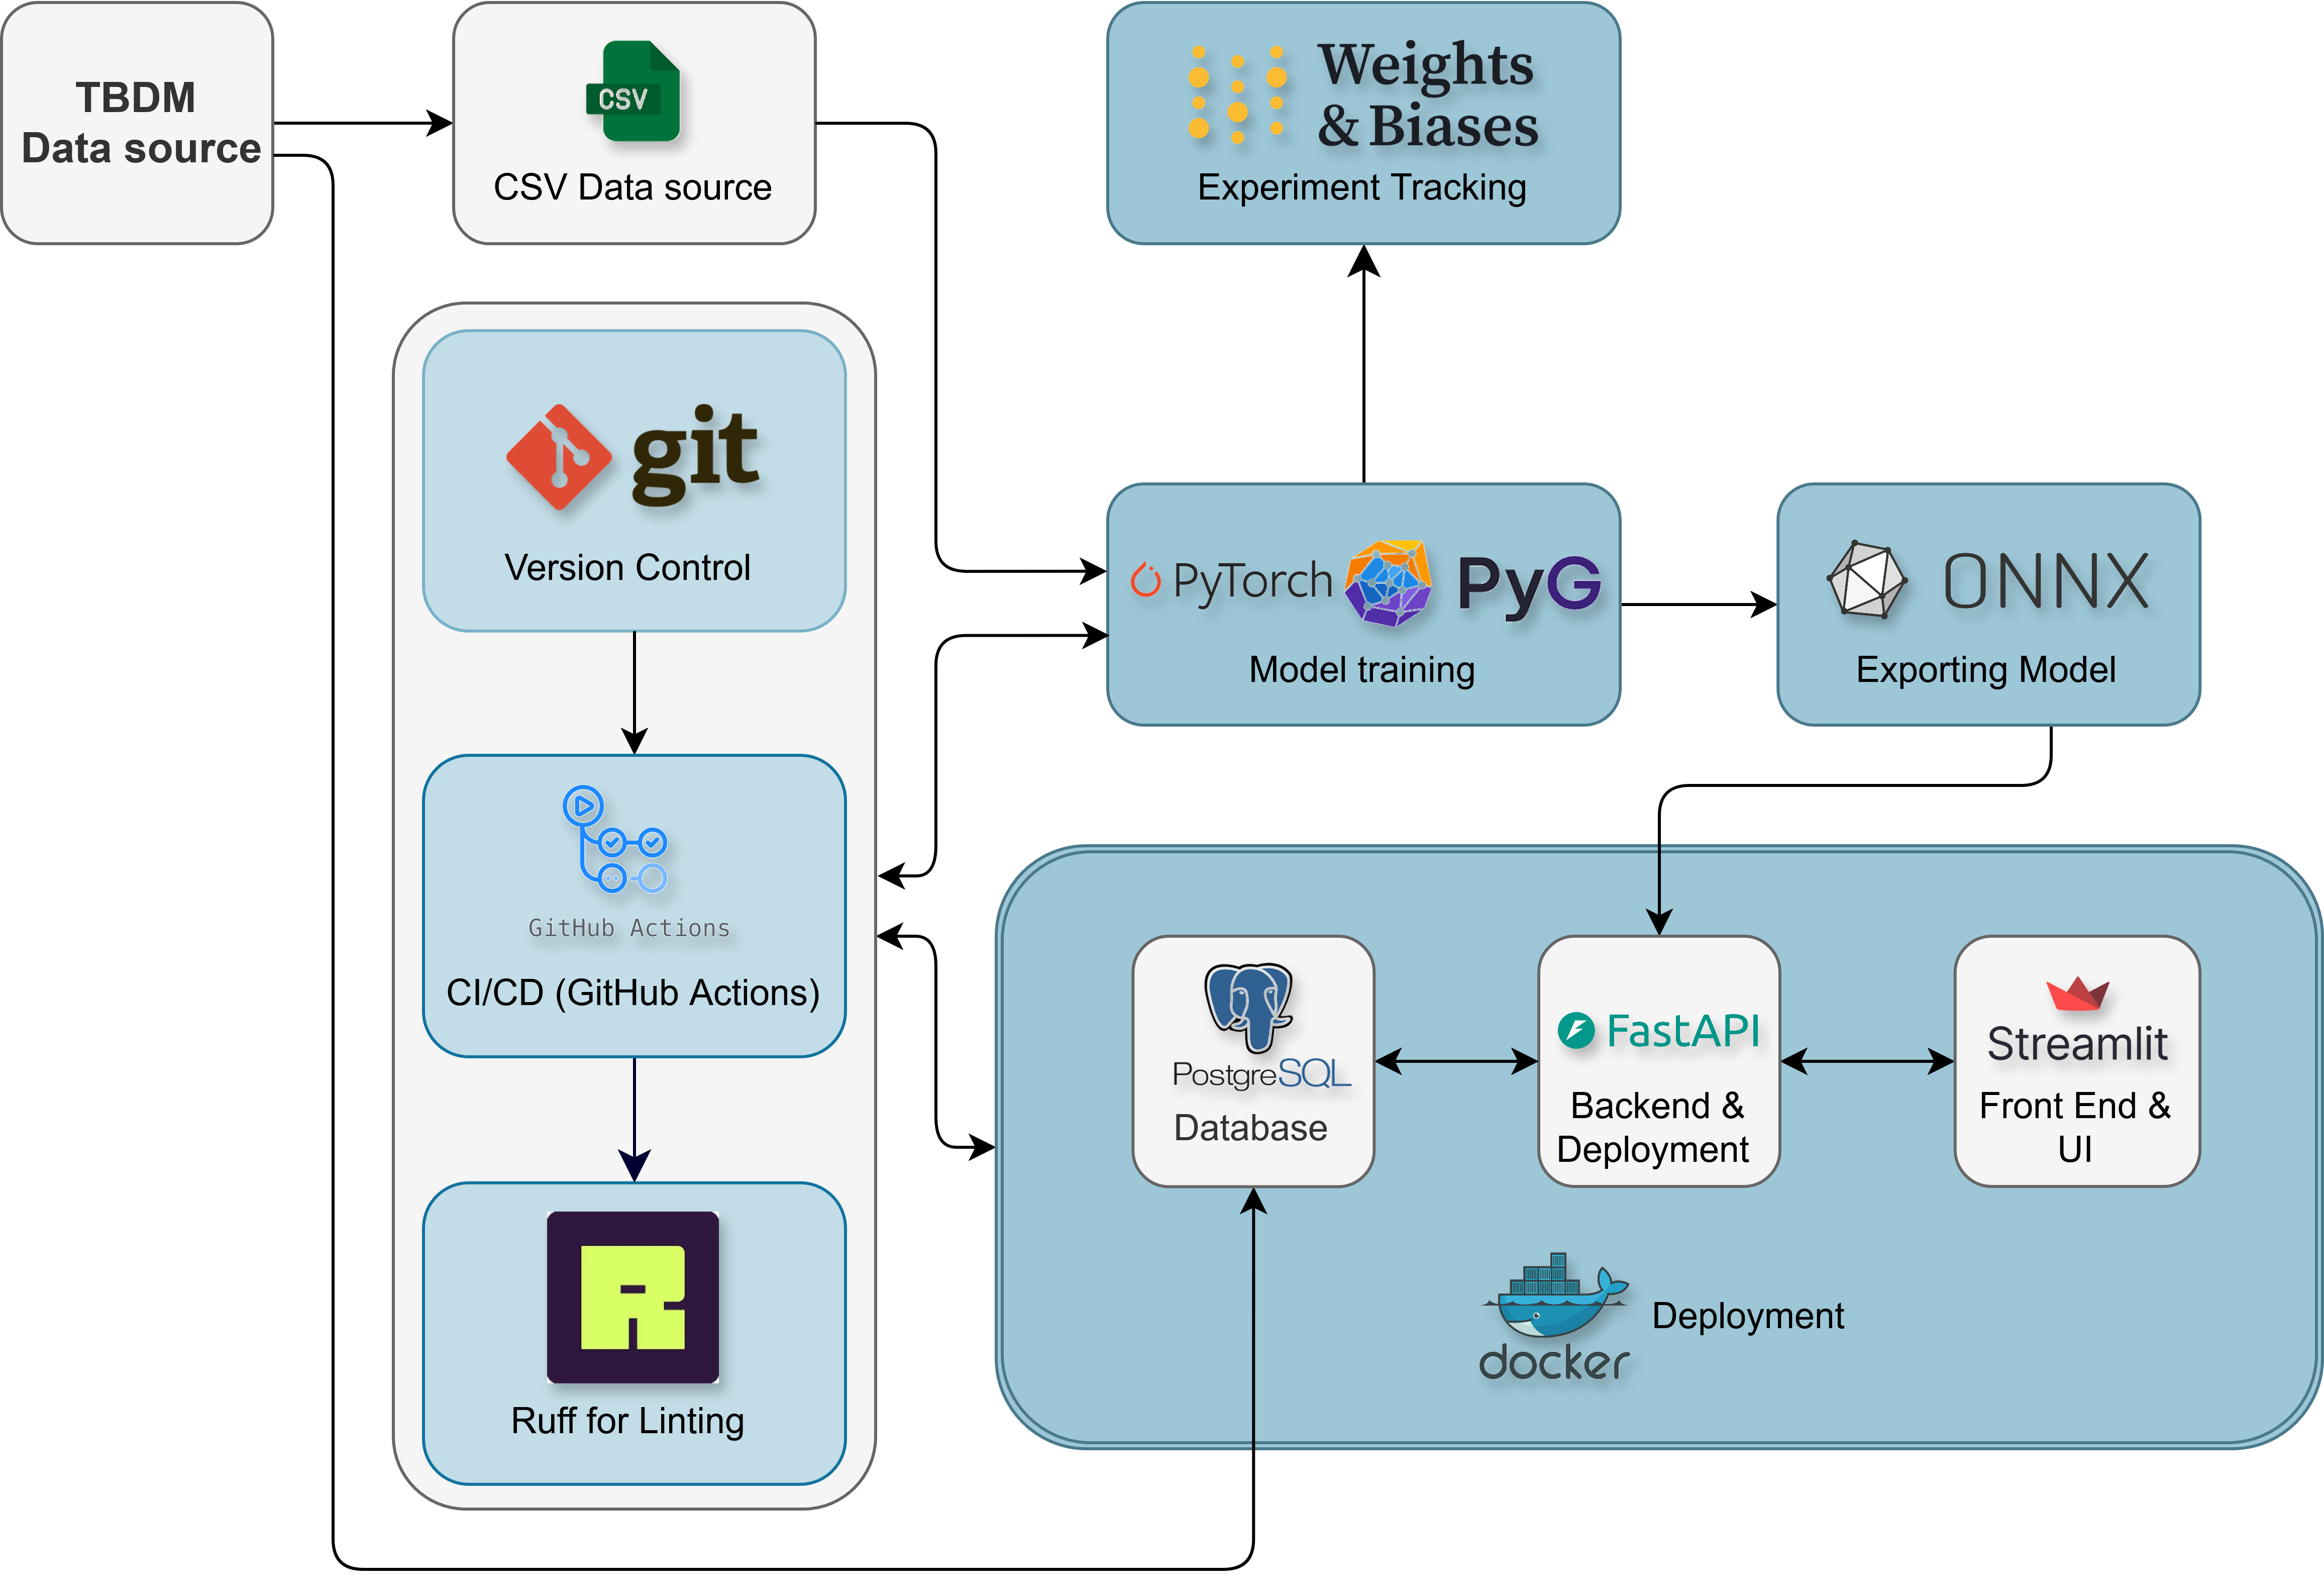 TBDM
Data source
CSV
CSV Data source
Weights
& Biases
Experiment Tracking
git
Version Control
PyTorch
PyG
Model training
ONNX
Exporting Model
GitHub Actions
CI/CD (GitHub Actions)
PostgreSQL
Database
FastAPI
Backend &
Deployment
Streamlit
Front End &
UI
R
Ruff for Linting
docker
Deployment